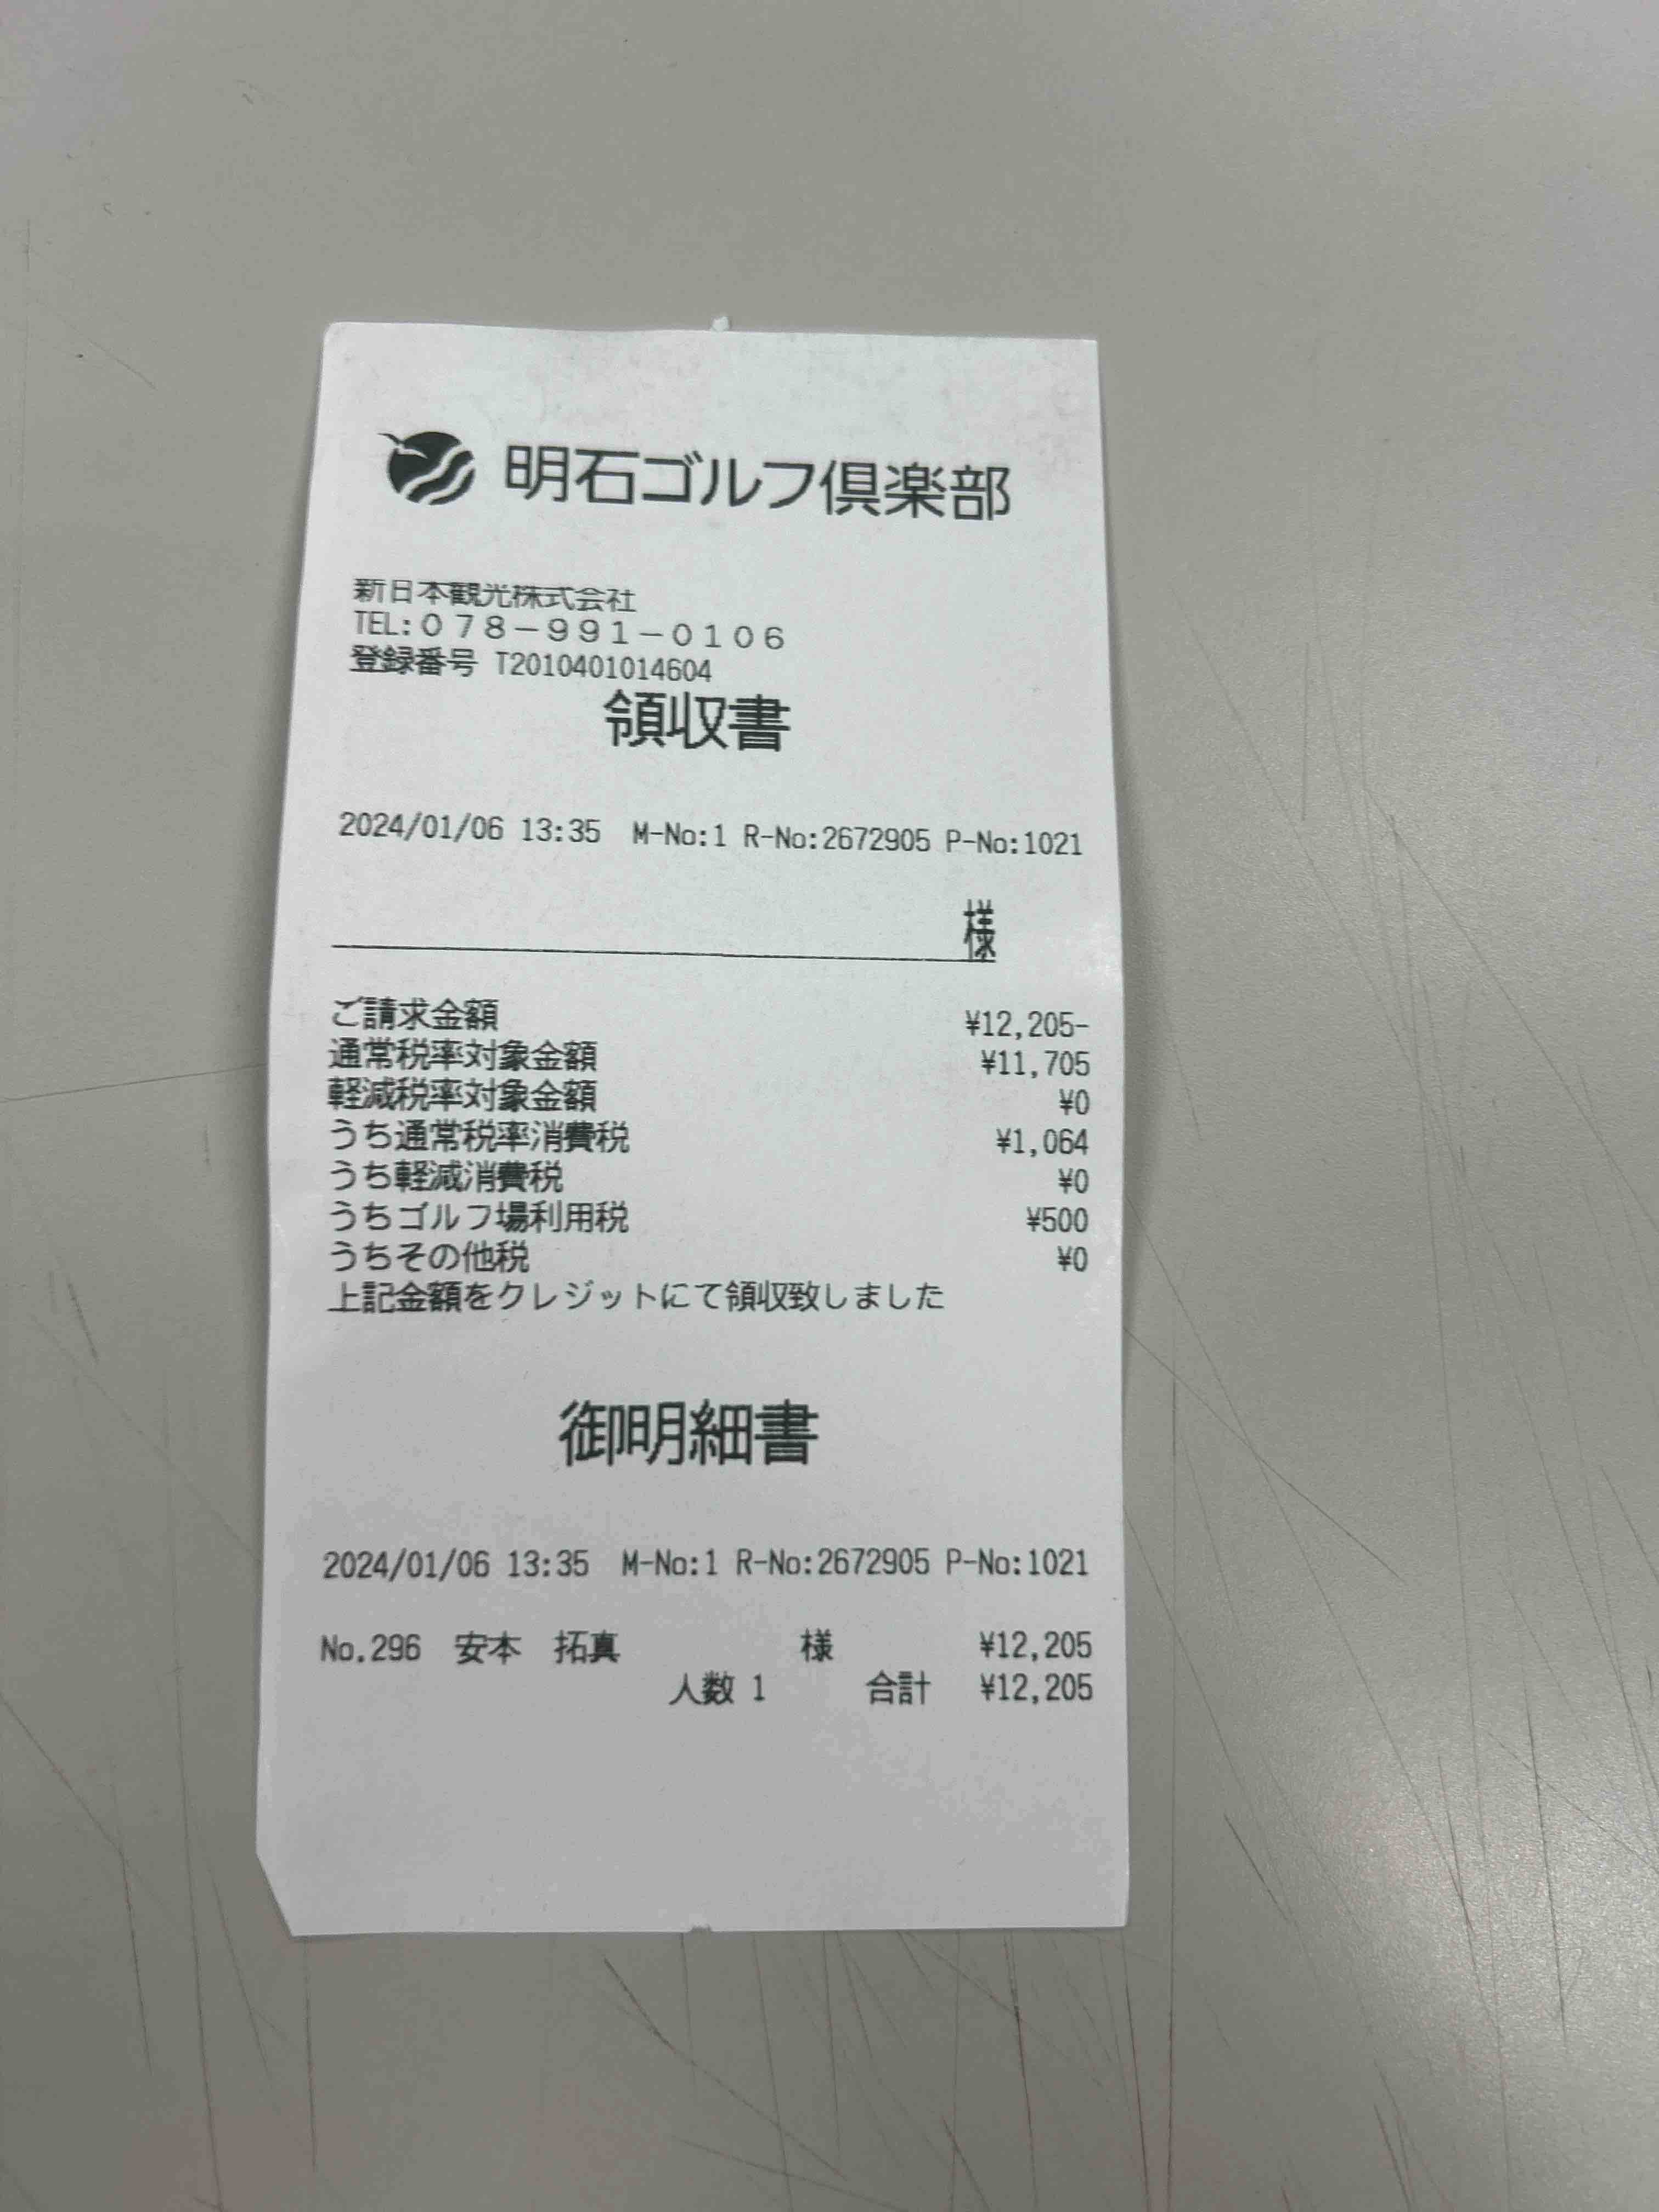 明石ゴルフ倶楽部
新日本観光株式会社
TEL:０７８－９９１－０１０６
登録番号 T2010401014604
領収書
2024/01/06 13:35 M-No:1 R-No:2672905 P-No:1021
様
ご請求金額 ¥12,205-
通常税率対象金額 ¥11,705
軽減税率対象金額 ¥0
うち通常税率消費税 ¥1,064
うち軽減消費税 ¥0
うちゴルフ場利用税 ¥500
うちその他税 ¥0
上記金額をクレジットにて領収致しました
御明細書
2024/01/06 13:35 M-No:1 R-No:2672905 P-No:1021
No.296 安本 拓真 様 ¥12,205
人数 1 合計 ¥12,205